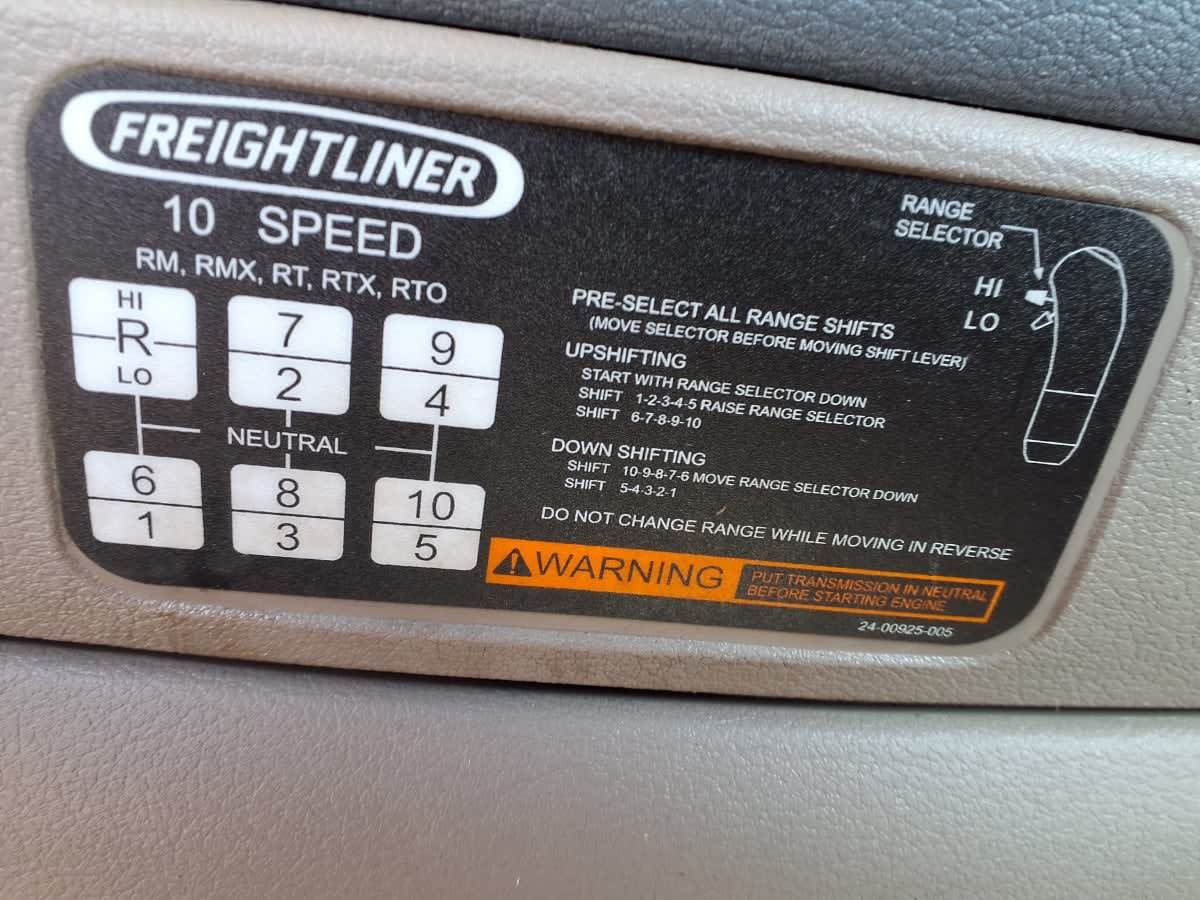 FREIGHTLINER
10 SPEED
RM, RMX, RT, RTX, RTO
HI
R
LO
7
2
9
4
NEUTRAL
6
1
8
3
10
5
PRE-SELECT ALL RANGE SHIFTS
(MOVE SELECTOR BEFORE MOVING SHIFT LEVER)
UPSHIFTING
START WITH RANGE SELECTOR DOWN
SHIFT 1-2-3-4-5 RAISE RANGE SELECTOR
SHIFT 6-7-8-9-10
DOWN SHIFTING
SHIFT 10-9-8-7-6 MOVE RANGE SELECTOR DOWN
SHIFT 5-4-3-2-1
DO NOT CHANGE RANGE WHILE MOVING IN REVERSE
WARNING
PUT TRANSMISSION IN NEUTRAL
BEFORE STARTING ENGINE
24-00925-005
RANGE
SELECTOR
HI
LO